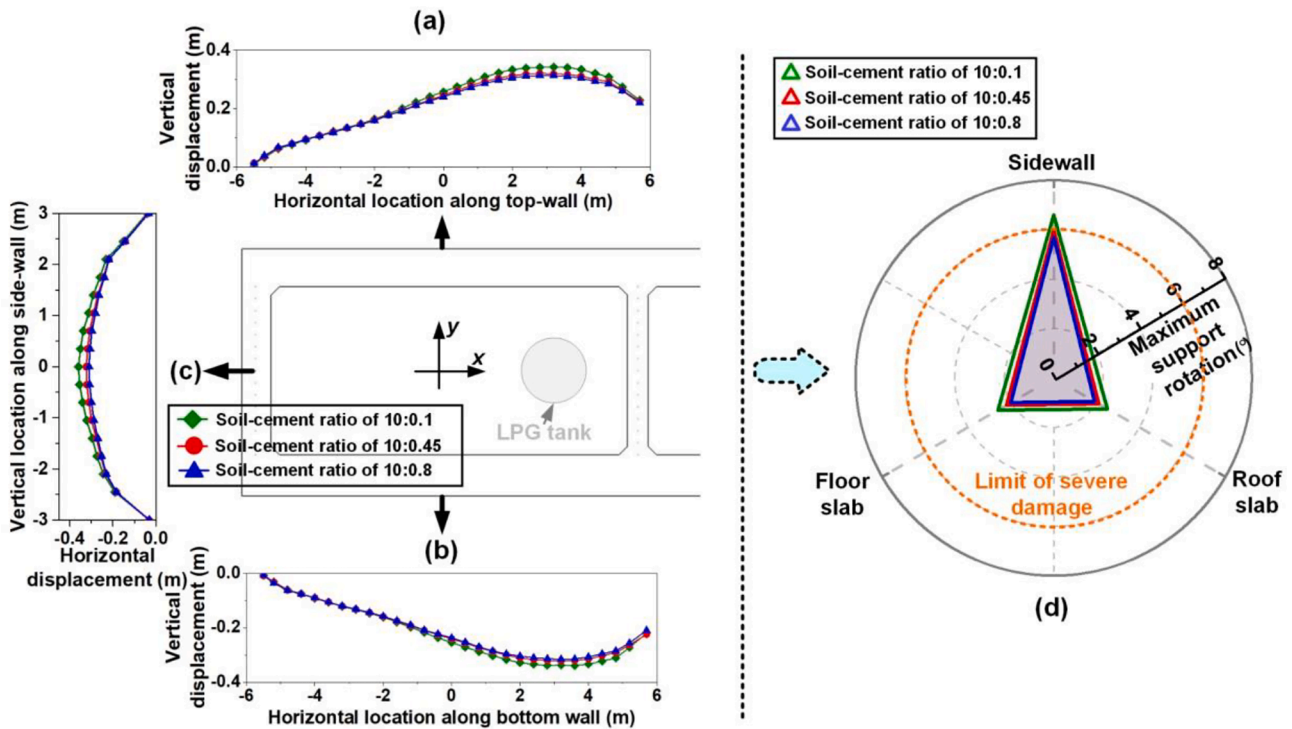 (a)
Vertical
displacement (m)
0.4
0.2
0.0
-6 -4 -2 0 2 4 6
Horizontal location along top-wall (m)
Vertical location along side-wall (m)
3
2
1
0
-1
-2
-3
-0.4 -0.2 0.0
Horizontal
displacement (m)
(c)
y
x
LPG tank
Soil-cement ratio of 10:0.1
Soil-cement ratio of 10:0.45
Soil-cement ratio of 10:0.8
(b)
Vertical
displacement (m)
0.0
-0.2
-0.4
-6 -4 -2 0 2 4 6
Horizontal location along bottom wall (m)
Soil-cement ratio of 10:0.1
Soil-cement ratio of 10:0.45
Soil-cement ratio of 10:0.8
Sidewall
0 2 4 6 8
Maximum
support
rotation(°)
Floor
slab
Limit of severe
damage
Roof
slab
(d)